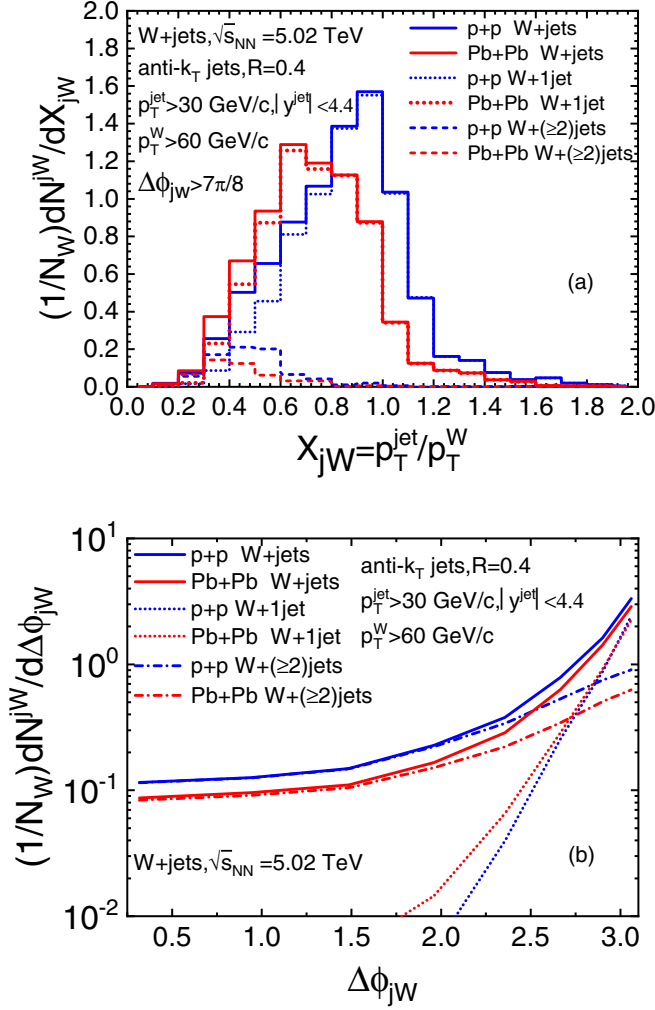 W+jets,√s_NN =5.02 TeV
anti-k_T jets,R=0.4
p_T^jet>30 GeV/c,|y^jet|<4.4
p_T^W>60 GeV/c
Δϕ_jW>7π/8
p+p W+jets
Pb+Pb W+jets
p+p W+1jet
Pb+Pb W+1jet
p+p W+(≥2)jets
Pb+Pb W+(≥2)jets
(a)
(1/N_W)dN^jW/dX_jW
2.0
1.8
1.6
1.4
1.2
1.0
0.8
0.6
0.4
0.2
0.0
0.0 0.2 0.4 0.6 0.8 1.0 1.2 1.4 1.6 1.8 2.0
X_jW=p_T^jet/p_T^W
p+p W+jets
Pb+Pb W+jets
p+p W+1jet
Pb+Pb W+1jet
p+p W+(≥2)jets
Pb+Pb W+(≥2)jets
anti-k_T jets,R=0.4
p_T^jet>30 GeV/c,|y^jet|<4.4
p_T^W>60 GeV/c
W+jets,√s_NN =5.02 TeV
(b)
(1/N_W)dN^jW/dΔϕ_jW
10^1
10^0
10^-1
10^-2
0.5 1.0 1.5 2.0 2.5 3.0
Δϕ_jW